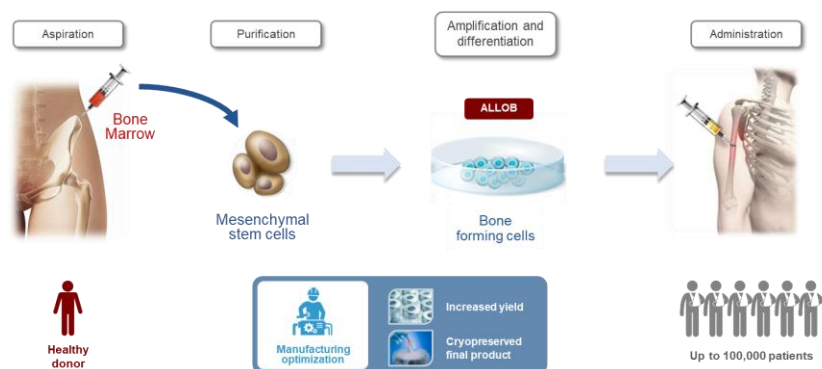 Aspiration
Purification
Amplification and
differentiation
Administration
Bone
Marrow
ALLOB
Mesenchymal
stem cells
Bone
forming cells
Healthy
donor
Manufacturing
optimization
Increased yield
Cryopreserved
final product
Up to 100,000 patients